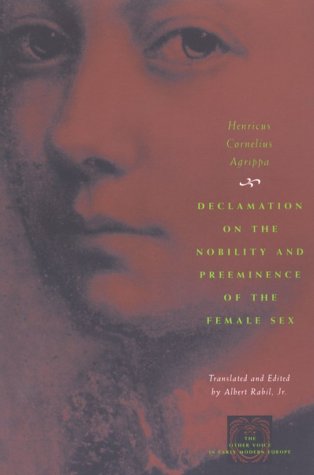 Henricus
Cornelius
Agrippa
DECLAMATION
ON THE
NOBILITY AND
PREEMINENCE
OF THE
FEMALE SEX
Translated and Edited
by Albert Rabil, Jr.
THE
OTHER VOICE
IN EARLY MODERN EUROPE